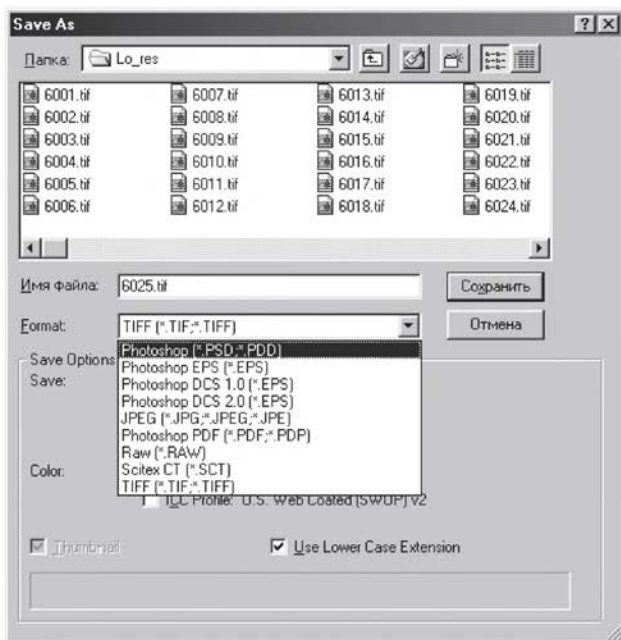 Save As
Папка: Lo_res
6001.tif 6007.tif 6013.tif 6019.tif
6002.tif 6008.tif 6014.tif 6020.tif
6003.tif 6009.tif 6015.tif 6021.tif
6004.tif 6010.tif 6016.tif 6022.tif
6005.tif 6011.tif 6017.tif 6023.tif
6006.tif 6012.tif 6018.tif 6024.tif
Имя файла: 6025.tif Сохранить
Format: TIFF (*.TIF;*.TIFF) Отмена
Photoshop (*.PSD;*.PDD)
Save Options
Photoshop EPS (*.EPS)
Save: Photoshop DCS 1.0 (*.EPS)
Photoshop DCS 2.0 (*.EPS)
JPEG (*.JPG;*.JPEG;*.JPE)
Photoshop PDF (*.PDF;*.PDP)
Raw (*.RAW)
Color: Scitex CT (*.SCT)
TIFF (*.TIF;*.TIFF)
ICC Profile: U.S. Web Coated (SWOP) v2
Thumbnail Use Lower Case Extension